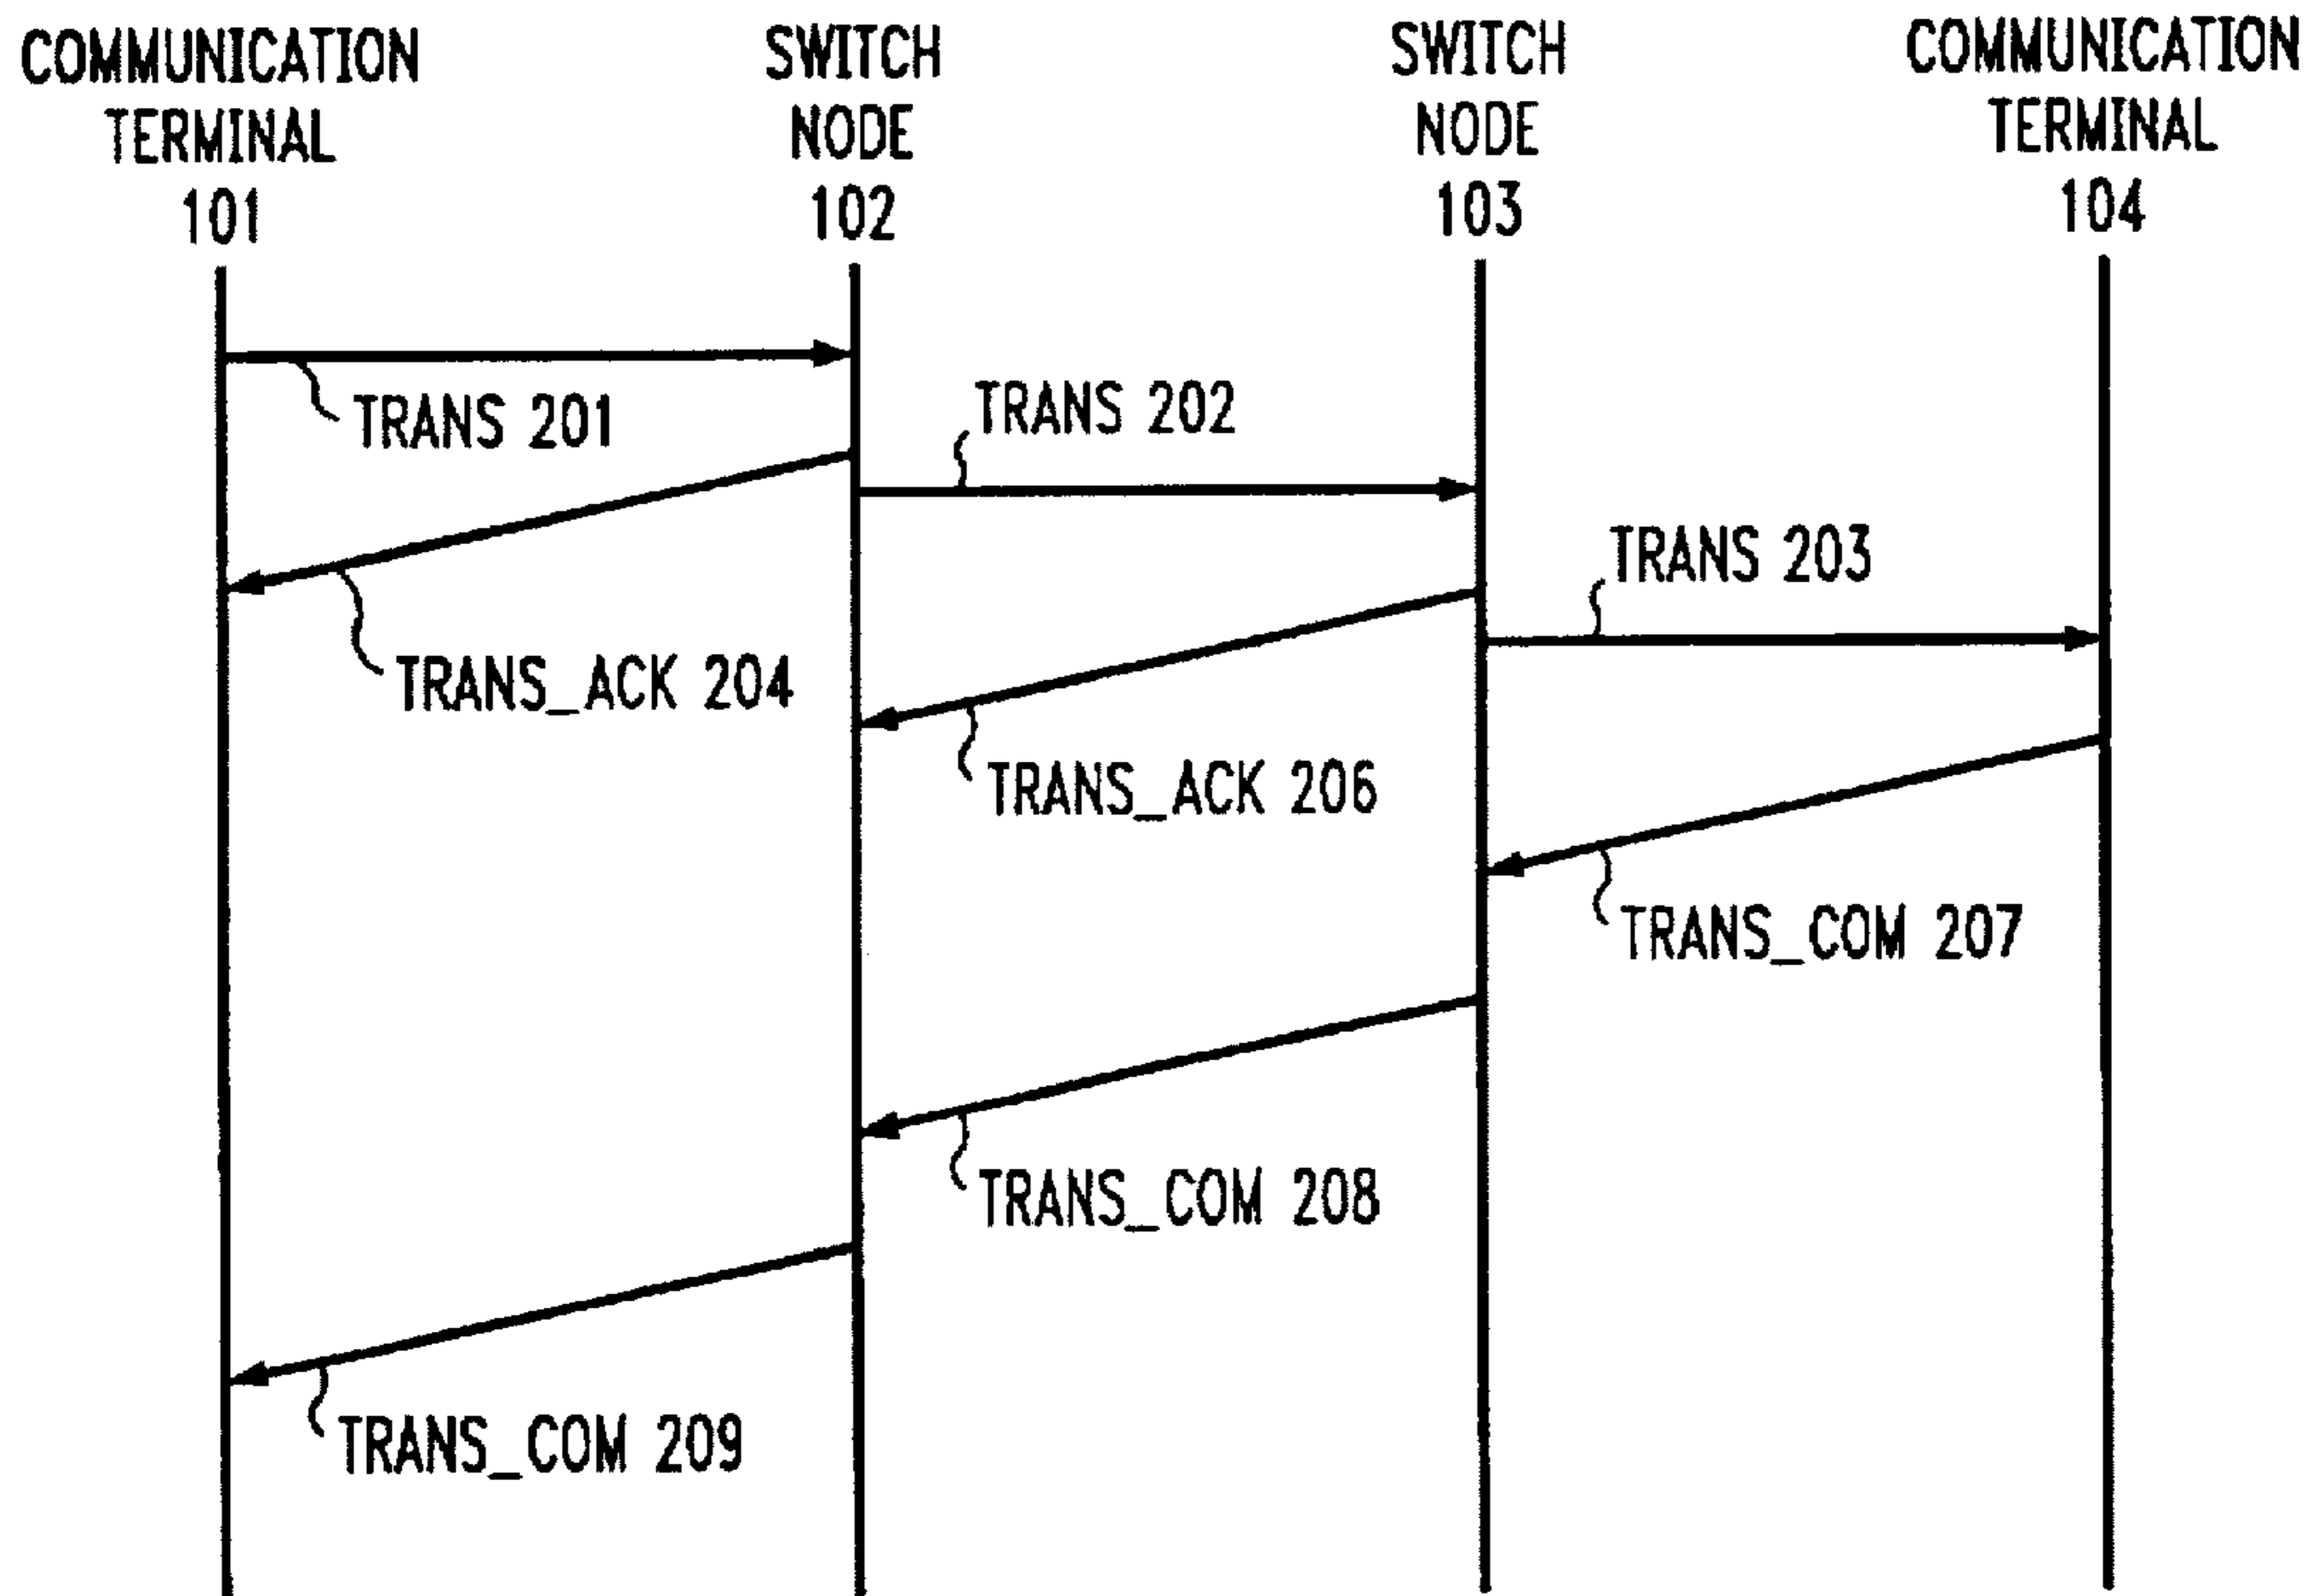 COMMUNICATION
TERMINAL
101
SWITCH
NODE
102
SWITCH
NODE
103
COMMUNICATION
TERMINAL
104
TRANS 201
TRANS 202
TRANS 203
TRANS_ACK 204
TRANS_ACK 206
TRANS_COM 207
TRANS_COM 208
TRANS_COM 209